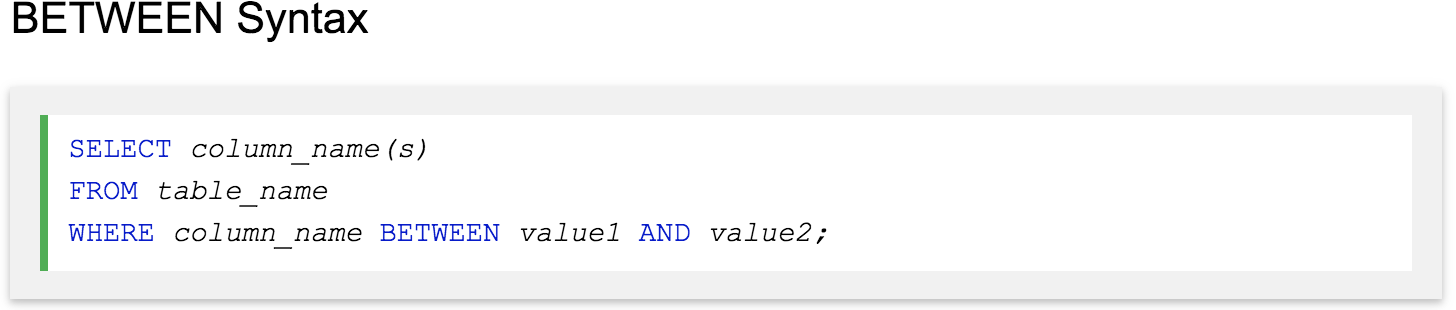 BETWEEN Syntax
SELECT column_name(s)
FROM table_name
WHERE column_name BETWEEN value1 AND value2;